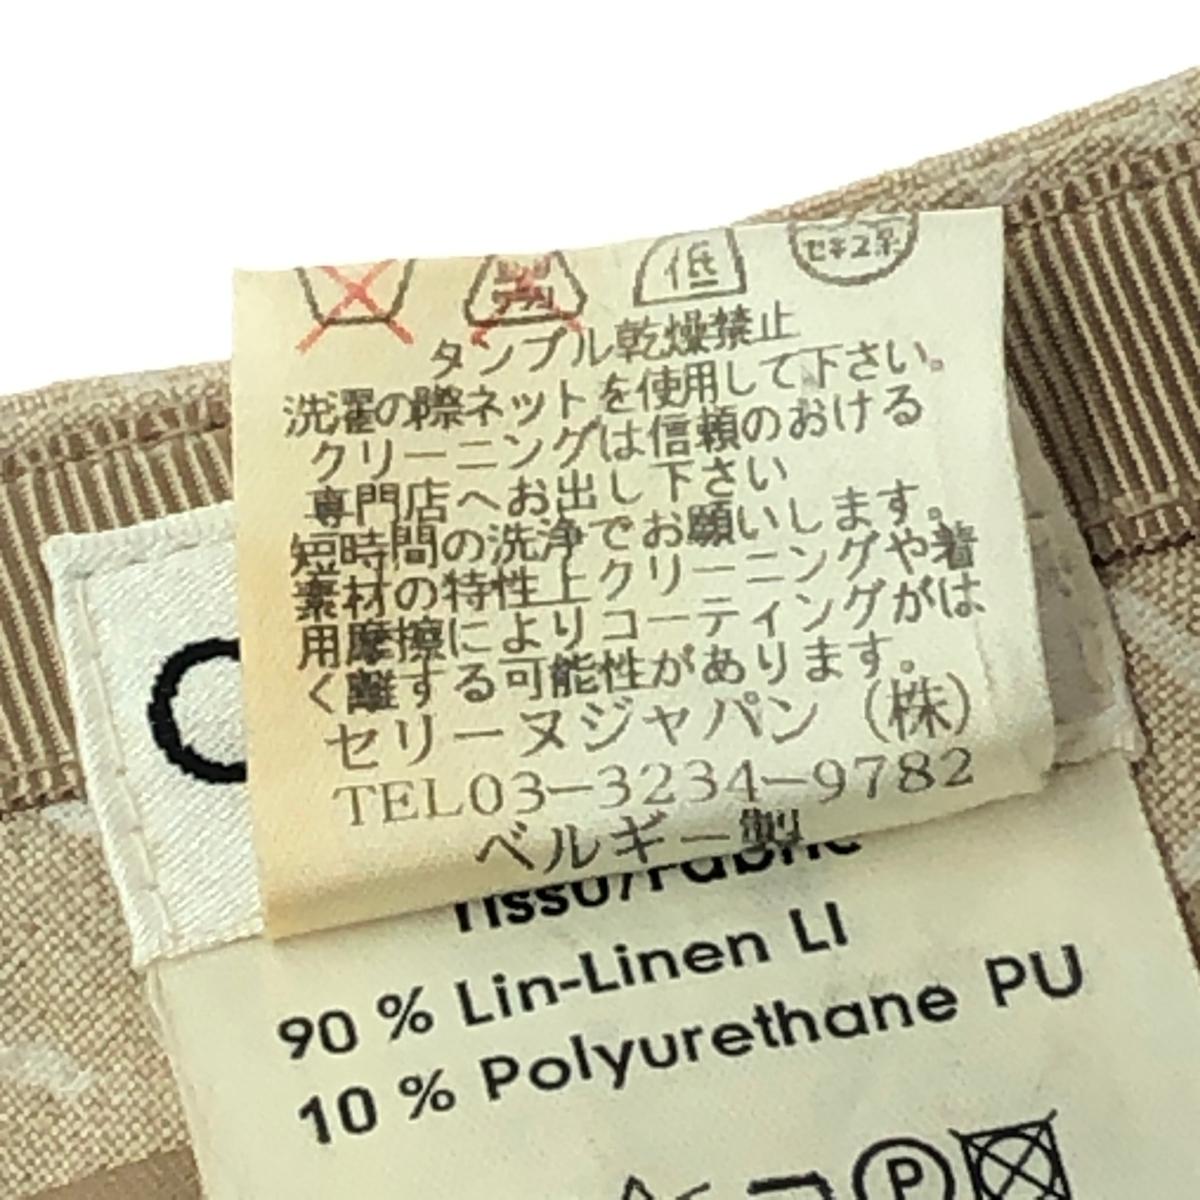 低
セキユ系
タンブル乾燥禁止
洗濯の際ネットを使用して下さい。
クリーニングは信頼のおける
専門店へお出し下さい
短時間の洗浄でお願いします。
素材の特性上クリーニングや着
用摩擦によりコーティングがは
く離する可能性があります。
セリーヌジャパン（株）
TEL03-3234-9782
ベルギー製
Tissu/Fabric
90 % Lin-Linen LI
10 % Polyurethane PU
P